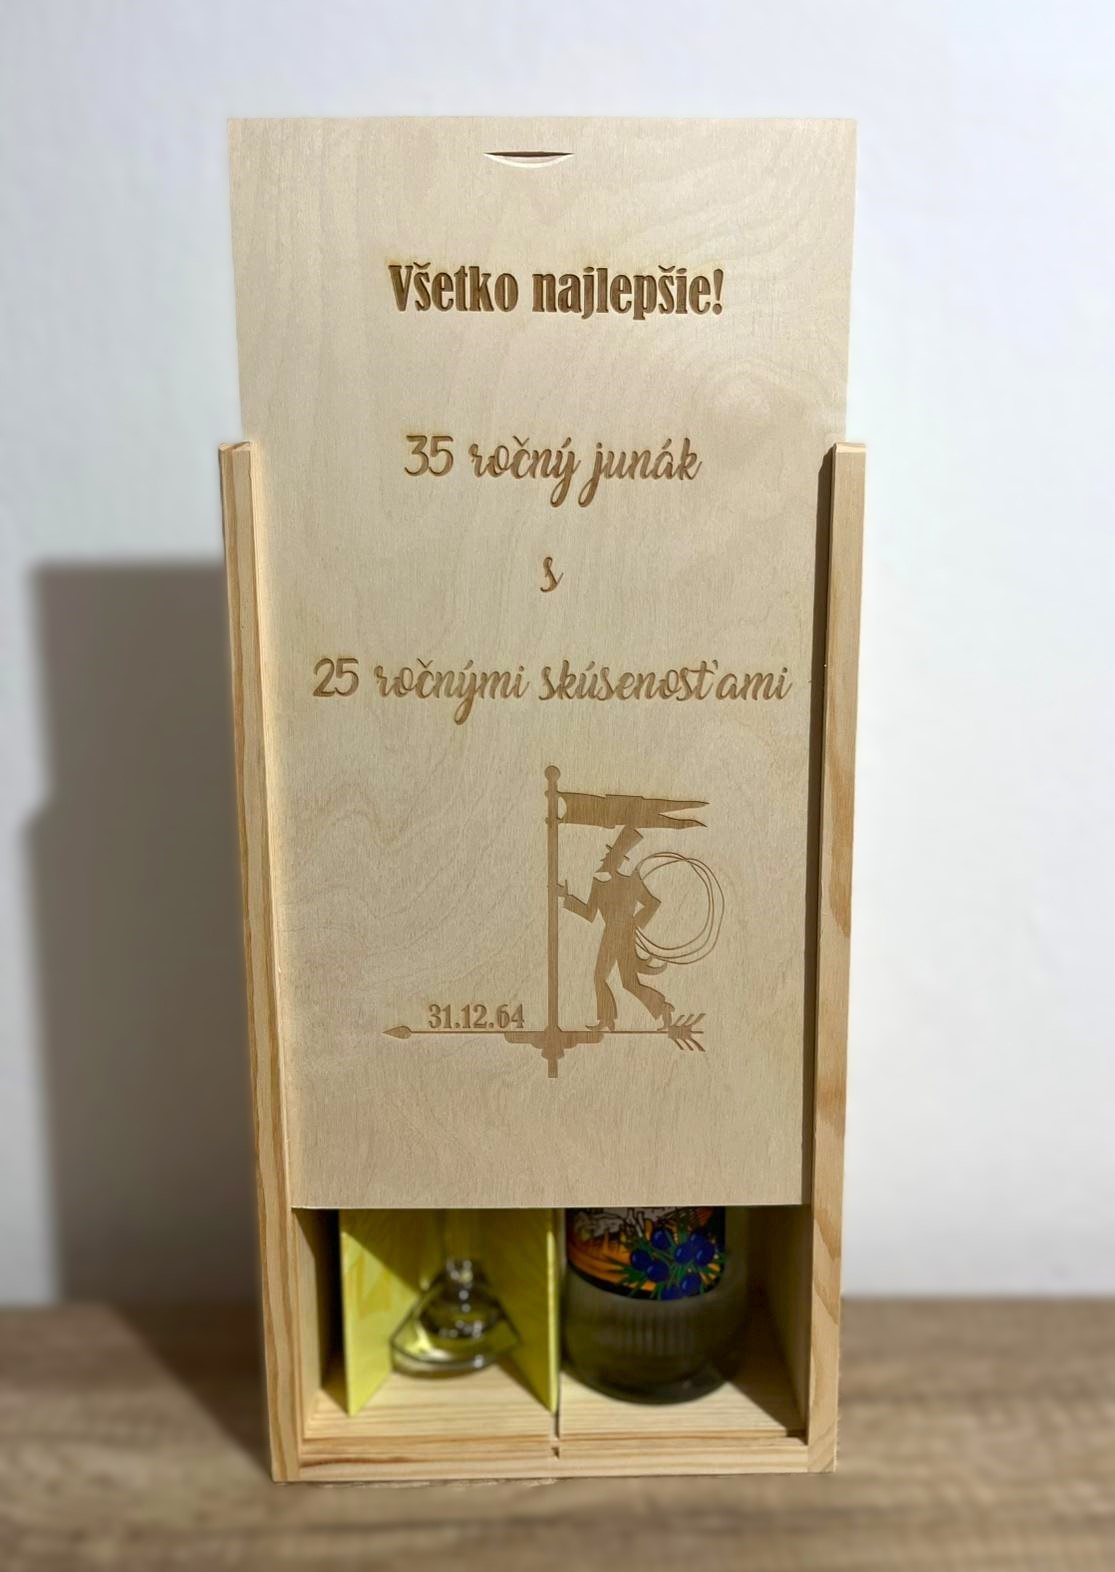 Všetko najlepšie!
35 ročný junák
s
25 ročnými skúsenosťami
31.12.64